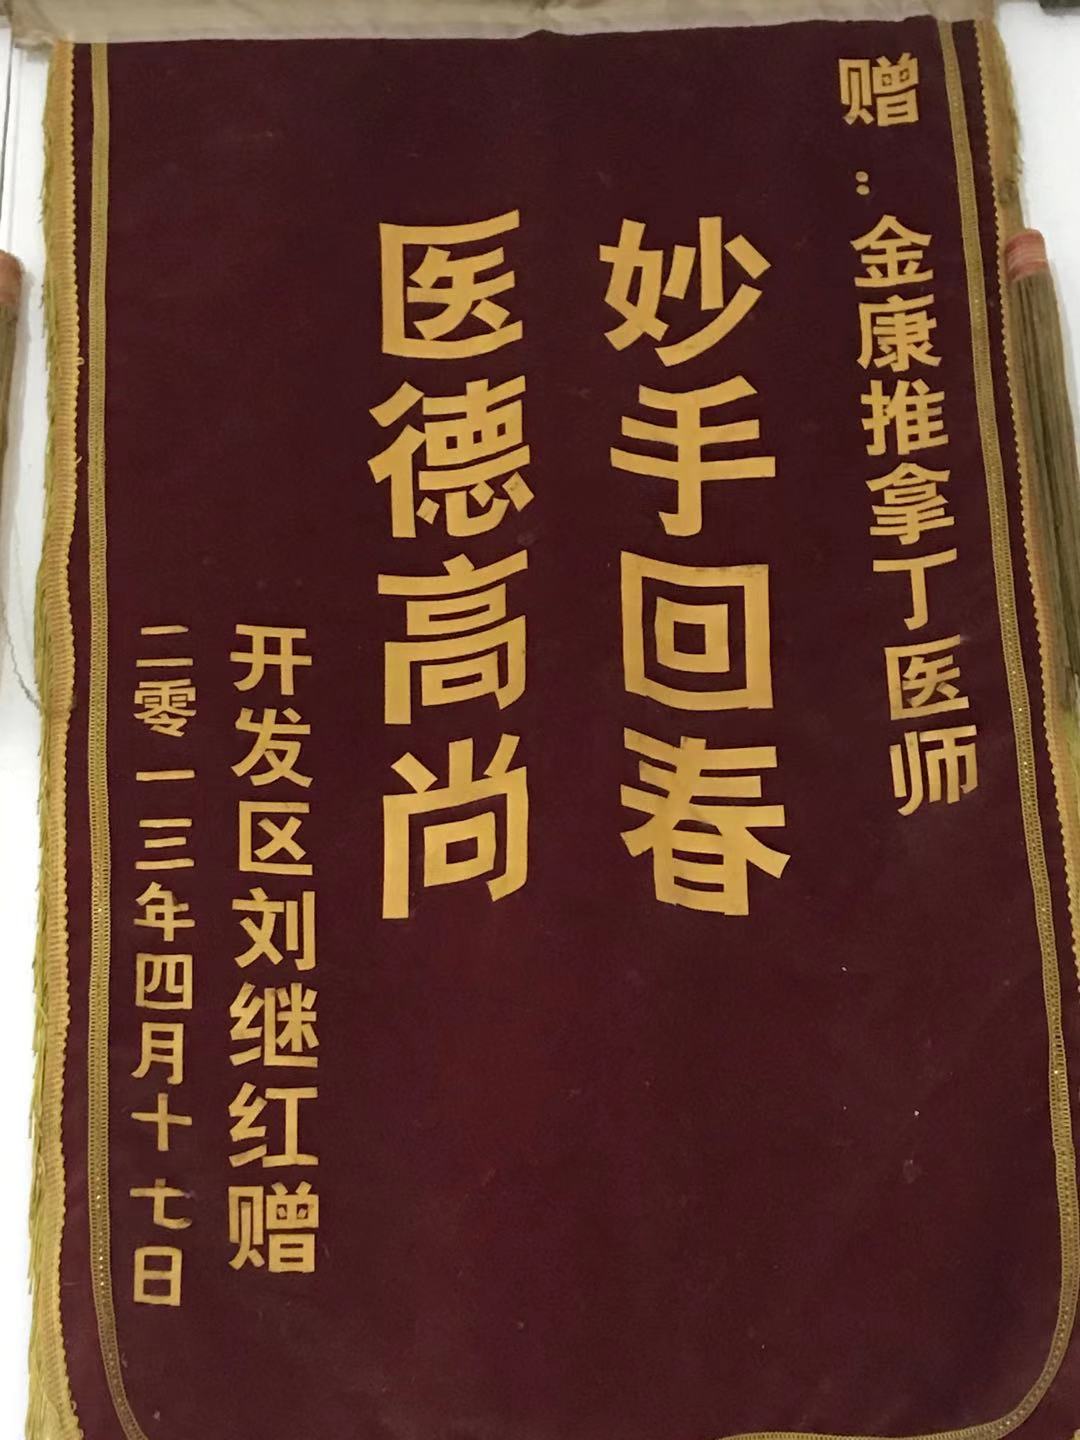 赠：金康推拿丁医师
妙手回春
医德高尚
开发区刘继红赠
二零一三年四月十七日